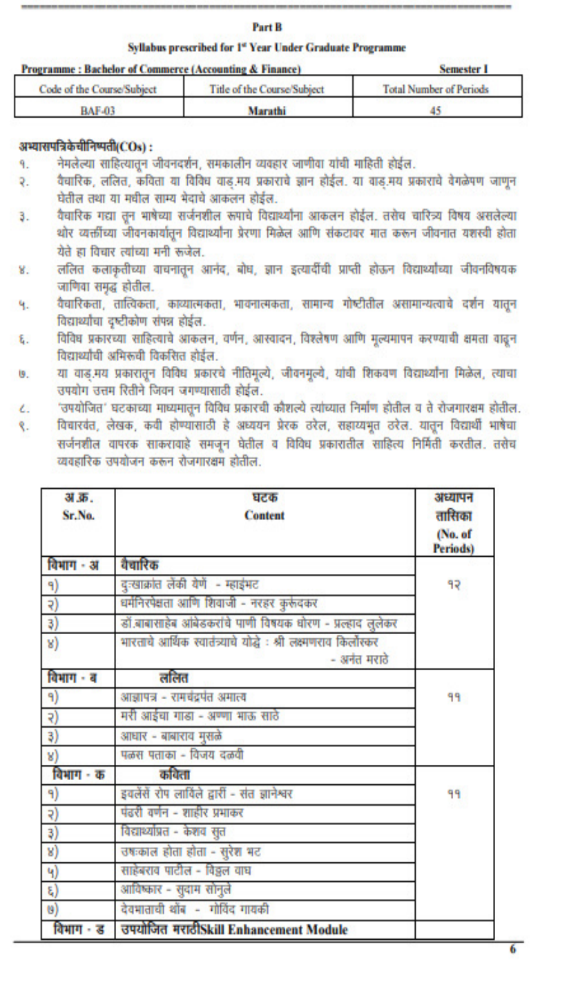 Part B
Syllabus prescribed for 1st Year Under Graduate Programme
Programme : Bachelor of Commerce (Accounting & Finance) Semester I
Code of the Course/Subject Title of the Course/Subject Total Number of Periods
BAF-03 Marathi 45
अभ्यासपत्रिकेचीनिष्पती(COs) :
१. नेमलेल्या साहित्यातून जीवनदर्शन, समकालीन व्यवहार जाणीवा यांची माहिती होईल.
२. वैचारिक, ललित, कविता या विविध वाड्.मय प्रकाराचे ज्ञान होईल. या वाड्.मय प्रकाराचे वेगळेपण जाणून
घेतील तथा या मधील साम्य भेदाचे आकलन होईल.
३. वैचारिक गद्या तून भाषेच्या सर्जनशील रूपाचे विद्यार्थ्यांना आकलन होईल. तसेच चारित्र्य विषय असलेल्या
थोर व्यक्तींच्या जीवनकार्यातून विद्यार्थ्यांना प्रेरणा मिळेल आणि संकटावर मात करून जीवनात यशस्वी होता
येते हा विचार त्यांच्या मनी रूजेल.
४. ललित कलाकृतीच्या वाचनातून आनंद, बोध, ज्ञान इत्यादींची प्राप्ती होऊन विद्यार्थ्यांच्या जीवनविषयक
जाणिवा समृद्ध होतील.
५. वैचारिकता, तात्विकता, काव्यात्मकता, भावनात्मकता, सामान्य गोष्टीतील असामान्यत्वाचे दर्शन यातून
विद्यार्थ्यांचा दृष्टीकोण संपन्न होईल.
६. विविध प्रकारच्या साहित्याचे आकलन, वर्णन, आस्वादन, विश्लेषण आणि मूल्यमापन करण्याची क्षमता वाढून
विद्यार्थ्यांची अभिरूची विकसित होईल.
७. या वाड्.मय प्रकारातून विविध प्रकारचे नीतिमूल्ये, जीवनमूल्ये, यांची शिकवण विद्यार्थ्यांना मिळेल, त्याचा
उपयोग उत्तम रितीने जिवन जगण्यासाठी होईल.
८. 'उपयोजित' घटकाच्या माध्यमातून विविध प्रकारची कौशल्ये त्यांच्यात निर्माण होतील व ते रोजगारक्षम होतील.
९. विचारवंत, लेखक, कवी होण्यासाठी हे अध्ययन प्रेरक ठरेल, सहाय्यभूत ठरेल. यातून विद्यार्थी भाषेचा
सर्जनशील वापरक साकरावाहे समजून घेतील व विविध प्रकारातील साहित्य निर्मिती करतील. तसेच
व्यवहारिक उपयोजन करून रोजगारक्षम होतील.
अ.क्र. घटक अध्यापन
Sr.No. Content तासिका
(No. of
Periods)
विभाग - अ वैचारिक
१) दुःखाक्रांत लेंकी येणें - म्हाइंभट १२
२) धर्मनिरपेक्षता आणि शिवाजी - नरहर कुरूंदकर
३) डॉ.बाबासाहेब आंबेडकरांचे पाणी विषयक धोरण - प्रल्हाद लुलेकर
४) भारताचे आर्थिक स्वातंत्र्याचे योद्धे : श्री लक्ष्मणराव किर्लोस्कर
- अनंत मराठे
विभाग - ब ललित
१) आज्ञापत्र - रामचंद्रपंत अमात्य ११
२) मरी आईचा गाडा - अण्णा भाऊ साठे
३) आधार - बाबाराव मुसळे
४) पळस पताका - विजय दळवी
विभाग - क कविता
१) इवलेंसें रोप लाविंले द्वारीं - संत ज्ञानेश्वर ११
२) पंढरी वर्णन - शाहीर प्रभाकर
३) विद्यार्थ्यांप्रत - केशव सुत
४) उषःकाल होता होता - सुरेश भट
५) साहेबराव पाटील - विठ्ठल वाघ
६) आविष्कार - सुदाम सोनुले
७) देवभाताची थोंब - गोविंद गायकी
विभाग - ड उपयोजित मराठीSkill Enhancement Module
6